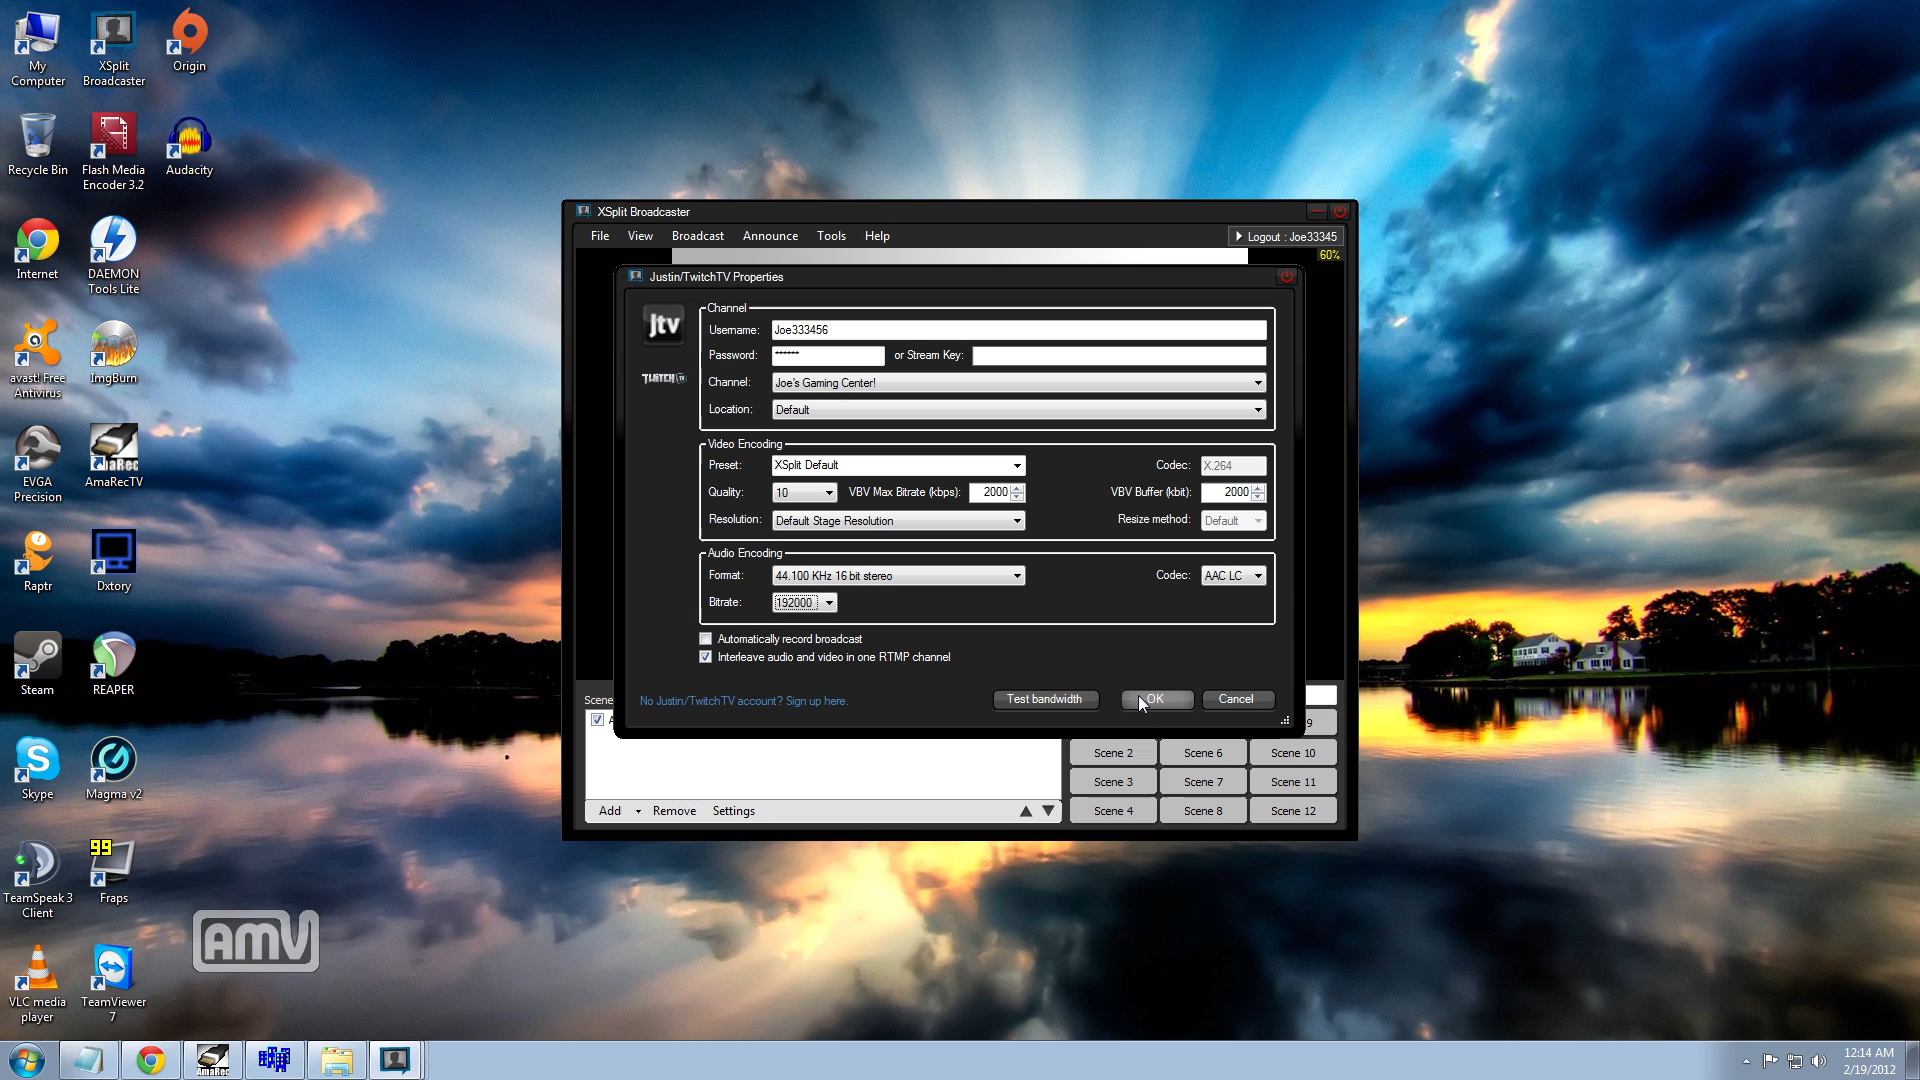 My Computer
XSplit Broadcaster
Origin
Recycle Bin
Flash Media Encoder 3.2
Audacity
Internet
DAEMON Tools Lite
avast! Free Antivirus
ImgBurn
EVGA Precision
AmaRec
AmaRecTV
Raptr
Dxtory
Steam
REAPER
Skype
Magma v2
TeamSpeak 3 Client
99
Fraps
VLC media player
TeamViewer 7
AMV
XSplit Broadcaster
File View Broadcast Announce Tools Help
Logout : Joe33345
60%
Justin/TwitchTV Properties
jtv
TWITCH TV
Channel
Username: Joe333456
Password: ****** or Stream Key:
Channel: Joe's Gaming Center!
Location: Default
Video Encoding
Preset: XSplit Default Codec: X.264
Quality: 10 VBV Max Bitrate (kbps): 2000 VBV Buffer (kbit): 2000
Resolution: Default Stage Resolution Resize method: Default
Audio Encoding
Format: 44.100 KHz 16 bit stereo Codec: AAC LC
Bitrate: 192000
Automatically record broadcast
Interleave audio and video in one RTMP channel
No Justin/TwitchTV account? Sign up here.
Test bandwidth OK Cancel
Scene
9
Scene 2 Scene 6 Scene 10
Scene 3 Scene 7 Scene 11
Scene 4 Scene 8 Scene 12
Add Remove Settings
AmaRec
12:14 AM
2/19/2012